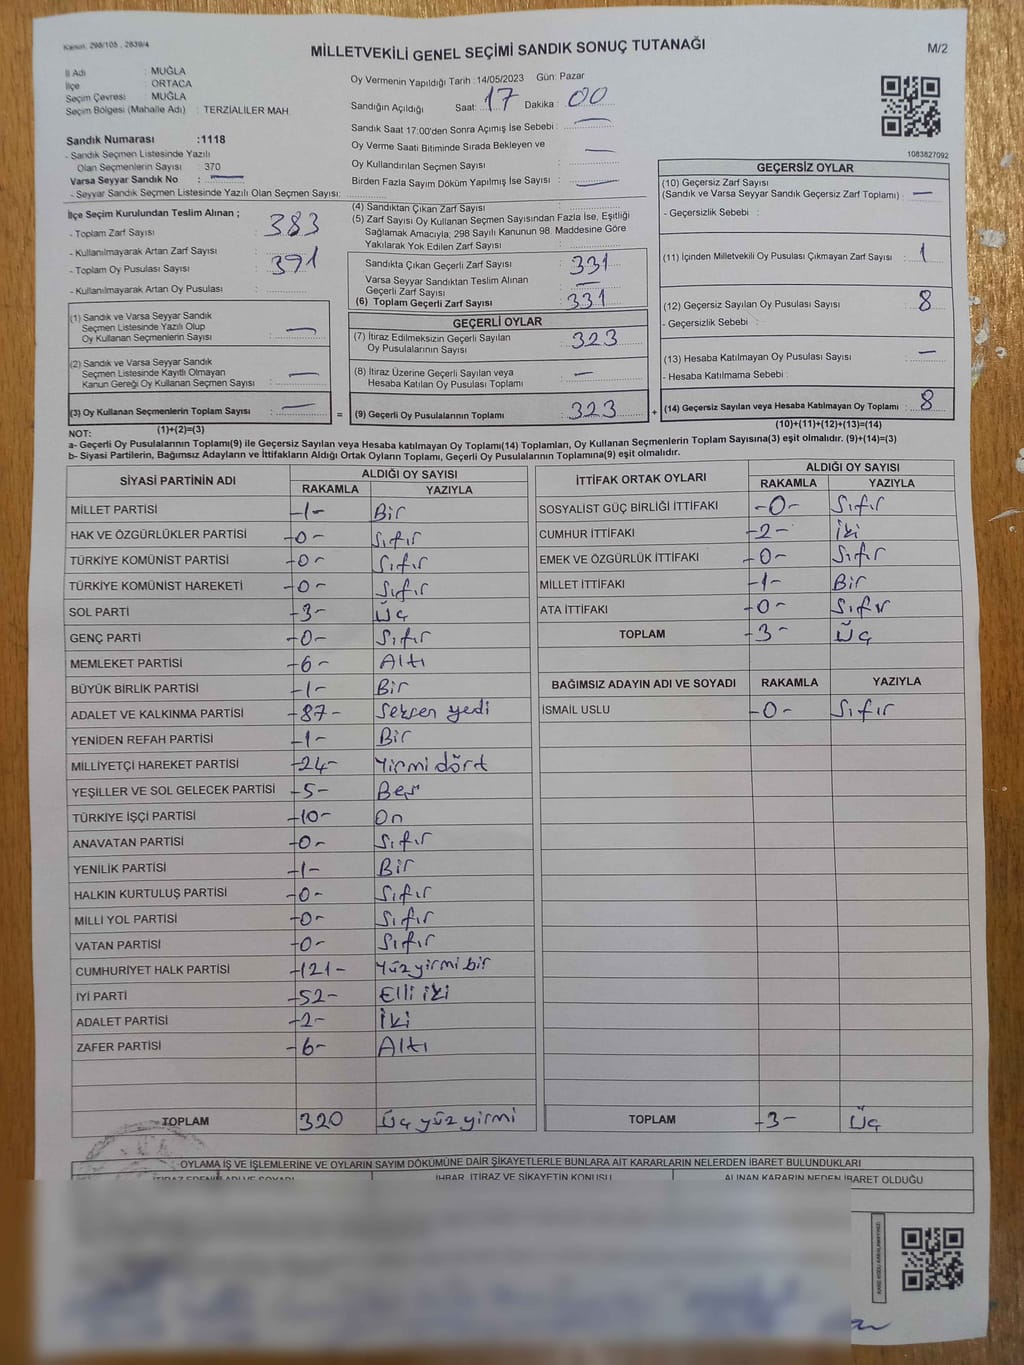 Kanun. 298/105 , 2839/4
MİLLETVEKİLİ GENEL SEÇİMİ SANDIK SONUÇ TUTANAĞI
M/2
İl Adı : MUĞLA
İlçe : ORTACA
Seçim Çevresi : MUĞLA
Seçim Bölgesi (Mahalle Adı) : TERZİALİLER MAH.
Sandık Numarası :1118
- Sandık Seçmen Listesinde Yazılı
Olan Seçmenlerin Sayısı : 370
Varsa Seyyar Sandık No : —
- Seyyar Sandık Seçmen Listesinde Yazılı Olan Seçmen Sayısı:
Oy Vermenin Yapıldığı Tarih :14/05/2023 Gün: Pazar
Sandığın Açıldığı Saat: 17 Dakika : 00
Sandık Saat 17:00'den Sonra Açımış İse Sebebi : —
Oy Verme Saati Bitiminde Sırada Bekleyen ve
Oy Kullandırılan Seçmen Sayısı : —
Birden Fazla Sayım Döküm Yapılmış İse Sayısı : —
1083827092
İlçe Seçim Kurulundan Teslim Alınan ;
- Toplam Zarf Sayısı : 383
- Kullanılmayarak Artan Zarf Sayısı :
- Toplam Oy Pusulası Sayısı : 391
- Kullanılmayarak Artan Oy Pusulası :
(1) Sandık ve Varsa Seyyar Sandık
Seçmen Listesinde Yazılı Olup
Oy Kullanan Seçmenlerin Sayısı : —
(2) Sandık ve Varsa Seyyar Sandık
Seçmen Listesinde Kayıtlı Olmayan
Kanun Gereği Oy Kullanan Seçmen Sayısı : —
(3) Oy Kullanan Seçmenlerin Toplam Sayısı : —
(1)+(2)=(3)
(4) Sandıktan Çıkan Zarf Sayısı :
(5) Zarf Sayısı Oy Kullanan Seçmen Sayısından Fazla İse, Eşitliği
Sağlamak Amacıyla, 298 Sayılı Kanunun 98. Maddesine Göre
Yakılarak Yok Edilen Zarf Sayısı :
Sandıkta Çıkan Geçerli Zarf Sayısı : 331
Varsa Seyyar Sandıktan Teslim Alınan
Geçerli Zarf Sayısı : —
(6) Toplam Geçerli Zarf Sayısı : 331
GEÇERLİ OYLAR
(7) İtiraz Edilmeksizin Geçerli Sayılan
Oy Pusulalarının Sayısı : 323
(8) İtiraz Üzerine Geçerli Sayılan veya
Hesaba Katılan Oy Pusulası Toplamı : —
= (9) Geçerli Oy Pusulalarının Toplamı : 323 +
GEÇERSİZ OYLAR
(10) Geçersiz Zarf Sayısı
(Sandık ve Varsa Seyyar Sandık Geçersiz Zarf Toplamı) : —
- Geçersizlik Sebebi :
(11) İçinden Milletvekili Oy Pusulası Çıkmayan Zarf Sayısı : 1
(12) Geçersiz Sayılan Oy Pusulası Sayısı : 8
- Geçersizlik Sebebi :
(13) Hesaba Katılmayan Oy Pusulası Sayısı : —
- Hesaba Katılmama Sebebi :
(14) Geçersiz Sayılan veya Hesaba Katılmayan Oy Toplamı : 8
(10)+(11)+(12)+(13)=(14)
NOT:
a- Geçerli Oy Pusulalarının Toplamı(9) ile Geçersiz Sayılan veya Hesaba katılmayan Oy Toplamı(14) Toplamları, Oy Kullanan Seçmenlerin Toplam Sayısına(3) eşit olmalıdır. (9)+(14)=(3)
b- Siyasi Partilerin, Bağımsız Adayların ve İttifakların Aldığı Ortak Oyların Toplamı, Geçerli Oy Pusulalarının Toplamına(9) eşit olmalıdır.
SİYASİ PARTİNİN ADI ALDIĞI OY SAYISI
RAKAMLA YAZIYLA
MİLLET PARTİSİ -1- Bir
HAK VE ÖZGÜRLÜKLER PARTİSİ -0- Sıfır
TÜRKİYE KOMÜNİST PARTİSİ -0- Sıfır
TÜRKİYE KOMÜNİST HAREKETİ -0- Sıfır
SOL PARTİ -3- Üç
GENÇ PARTİ -0- Sıfır
MEMLEKET PARTİSİ -6- Altı
BÜYÜK BİRLİK PARTİSİ -1- Bir
ADALET VE KALKINMA PARTİSİ -87- Seksen yedi
YENİDEN REFAH PARTİSİ -1- Bir
MİLLİYETÇİ HAREKET PARTİSİ -24- Yirmi dört
YEŞİLLER VE SOL GELECEK PARTİSİ -5- Beş
TÜRKİYE İŞÇİ PARTİSİ -10- On
ANAVATAN PARTİSİ -0- Sıfır
YENİLİK PARTİSİ -1- Bir
HALKIN KURTULUŞ PARTİSİ -0- Sıfır
MİLLİ YOL PARTİSİ -0- Sıfır
VATAN PARTİSİ -0- Sıfır
CUMHURİYET HALK PARTİSİ -121- Yüz yirmi bir
İYİ PARTİ -52- Elli iki
ADALET PARTİSİ -2- İki
ZAFER PARTİSİ -6- Altı
TOPLAM 320 Üç yüz yirmi
İTTİFAK ORTAK OYLARI ALDIĞI OY SAYISI
RAKAMLA YAZIYLA
SOSYALİST GÜÇ BİRLİĞİ İTTİFAKI -0- Sıfır
CUMHUR İTTİFAKI -2- İki
EMEK VE ÖZGÜRLÜK İTTİFAKI -0- Sıfır
MİLLET İTTİFAKI -1- Bir
ATA İTTİFAKI -0- Sıfır
TOPLAM -3- Üç
BAĞIMSIZ ADAYIN ADI VE SOYADI RAKAMLA YAZIYLA
İSMAİL USLU -0- Sıfır
TOPLAM -3- Üç
OYLAMA İŞ VE İŞLEMLERİNE VE OYLARIN SAYIM DÖKÜMÜNE DAİR ŞİKAYETLERLE BUNLARA AİT KARARLARIN NELERDEN İBARET BULUNDUKLARI
İTİRAZ EDENİN ADI VE SOYADI İHBAR, İTİRAZ VE ŞİKAYETİN KONUSU ALINAN KARARIN NEDEN İBARET OLDUĞU